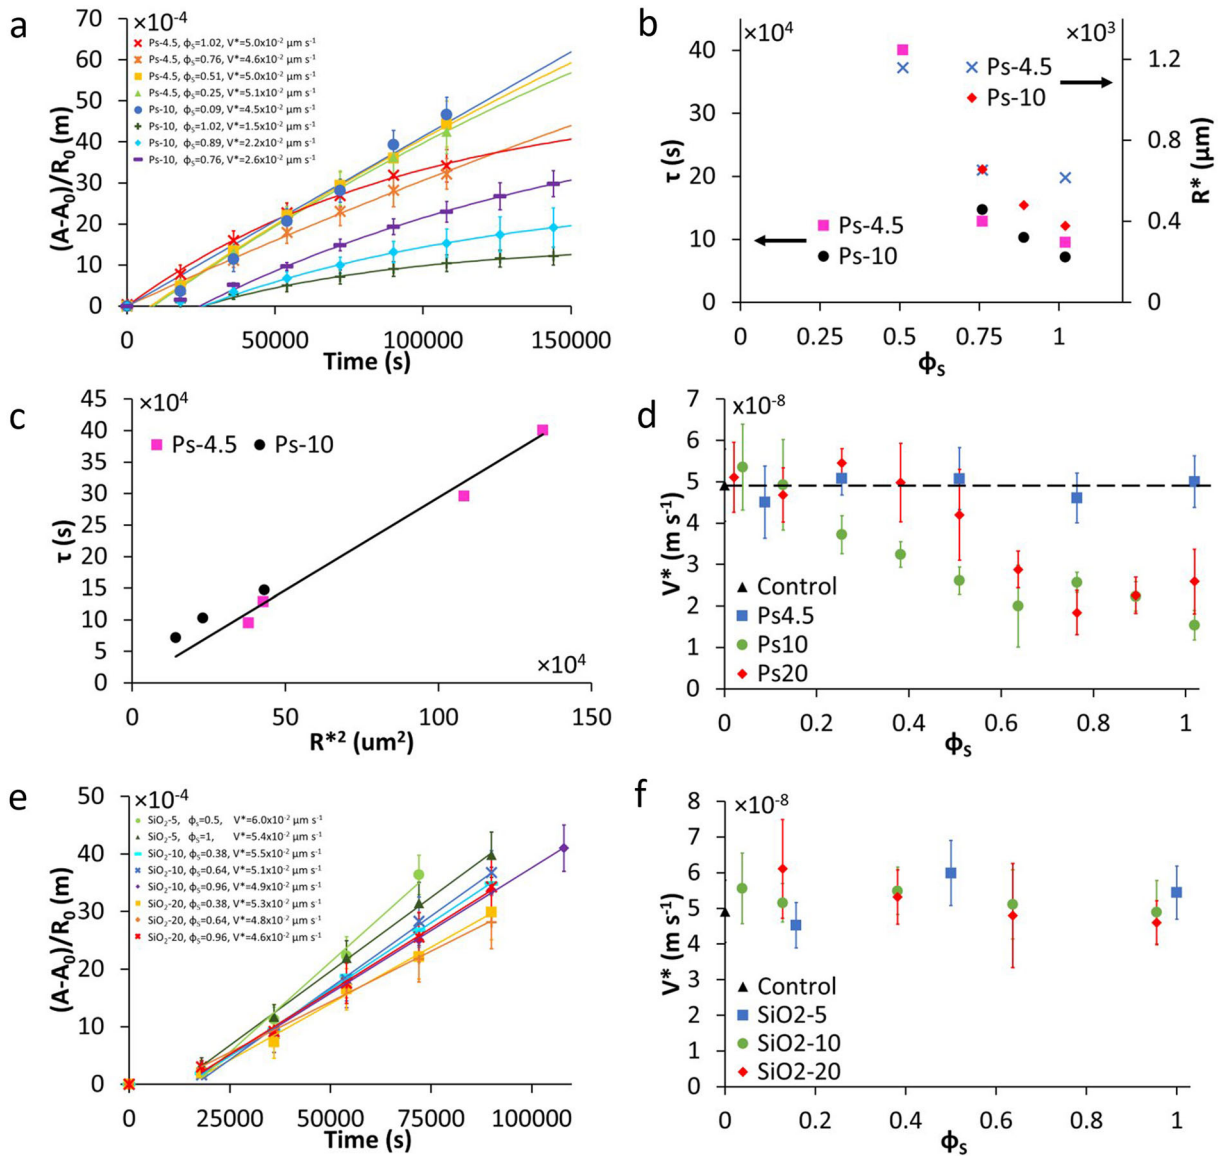 a
×10⁻⁴
70
60
50
40
30
20
10
0
(A-A₀)/R₀ (m)
Ps-4.5, ϕₛ=1.02, V*=5.0x10⁻² µm s⁻¹
Ps-4.5, ϕₛ=0.76, V*=4.6x10⁻² µm s⁻¹
Ps-4.5, ϕₛ=0.51, V*=5.0x10⁻² µm s⁻¹
Ps-4.5, ϕₛ=0.25, V*=5.1x10⁻² µm s⁻¹
Ps-10, ϕₛ=0.09, V*=4.5x10⁻² µm s⁻¹
Ps-10, ϕₛ=1.02, V*=1.5x10⁻² µm s⁻¹
Ps-10, ϕₛ=0.89, V*=2.2x10⁻² µm s⁻¹
Ps-10, ϕₛ=0.76, V*=2.6x10⁻² µm s⁻¹
0 50000 100000 150000
Time (s)
b
×10⁴
×10³
40
30
20
10
0
τ (s)
Ps-4.5
Ps-10
Ps-4.5
Ps-10
1.2
0.8
0.4
0
R* (µm)
0 0.25 0.5 0.75 1
ϕₛ
c
×10⁴
45
40
35
30
25
20
15
10
5
0
τ (s)
Ps-4.5 Ps-10
×10⁴
0 50 100 150
R*² (um²)
d
x10⁻⁸
7
6
5
4
3
2
1
0
V* (m s⁻¹)
Control
Ps4.5
Ps10
Ps20
0 0.2 0.4 0.6 0.8 1
ϕₛ
e
×10⁻⁴
50
40
30
20
10
0
(A-A₀)/R₀ (m)
SiO₂-5, ϕₛ=0.5, V*=6.0x10⁻² µm s⁻¹
SiO₂-5, ϕₛ=1, V*=5.4x10⁻² µm s⁻¹
SiO₂-10, ϕₛ=0.38, V*=5.5x10⁻² µm s⁻¹
SiO₂-10, ϕₛ=0.64, V*=5.1x10⁻² µm s⁻¹
SiO₂-10, ϕₛ=0.96, V*=4.9x10⁻² µm s⁻¹
SiO₂-20, ϕₛ=0.38, V*=5.3x10⁻² µm s⁻¹
SiO₂-20, ϕₛ=0.64, V*=4.8x10⁻² µm s⁻¹
SiO₂-20, ϕₛ=0.96, V*=4.6x10⁻² µm s⁻¹
0 25000 50000 75000 100000
Time (s)
f
×10⁻⁸
8
7
6
5
4
3
2
1
0
V* (m s⁻¹)
Control
SiO2-5
SiO2-10
SiO2-20
0 0.2 0.4 0.6 0.8 1
ϕₛ